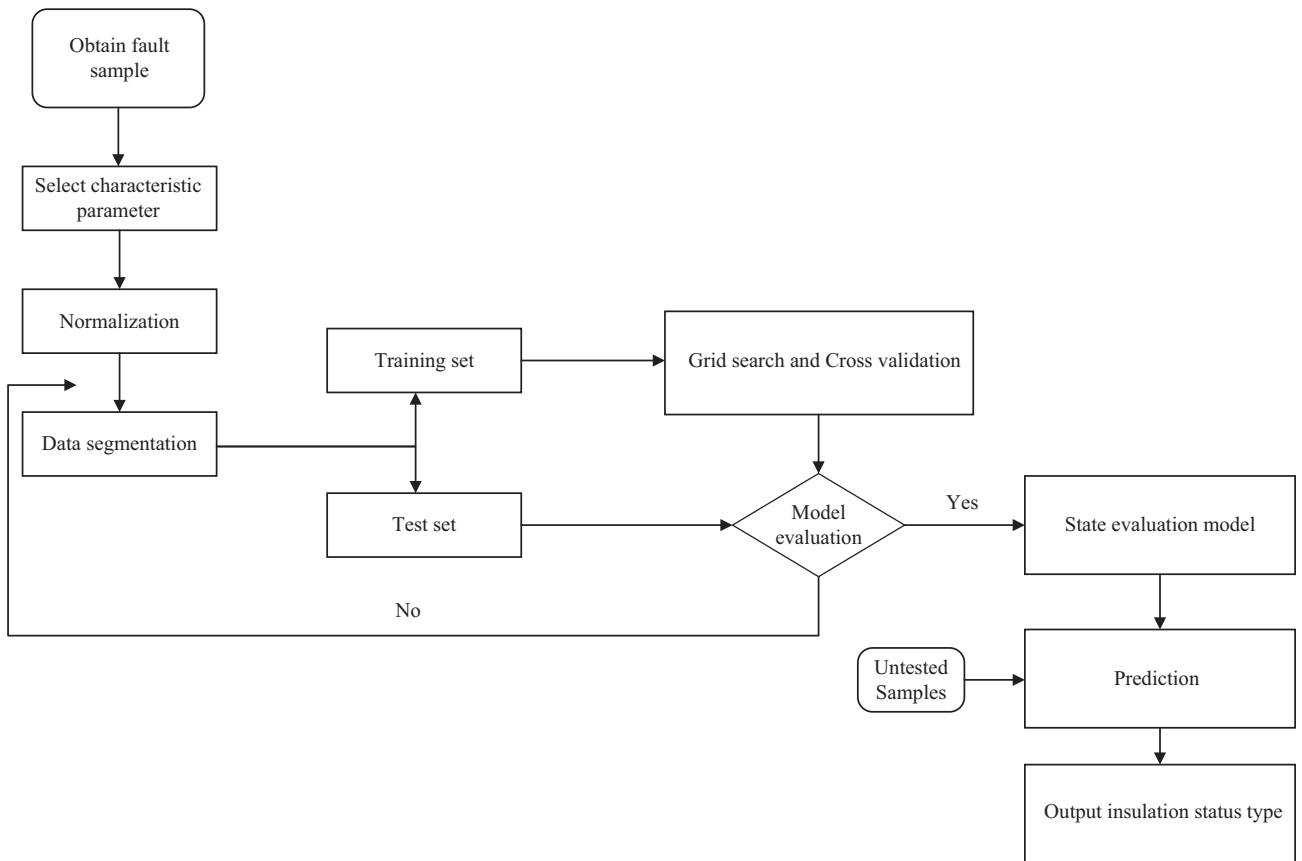 Obtain fault
sample
Select characteristic
parameter
Normalization
Data segmentation
Training set
Test set
Grid search and Cross validation
Model
evaluation
Yes
No
State evaluation model
Untested
Samples
Prediction
Output insulation status type